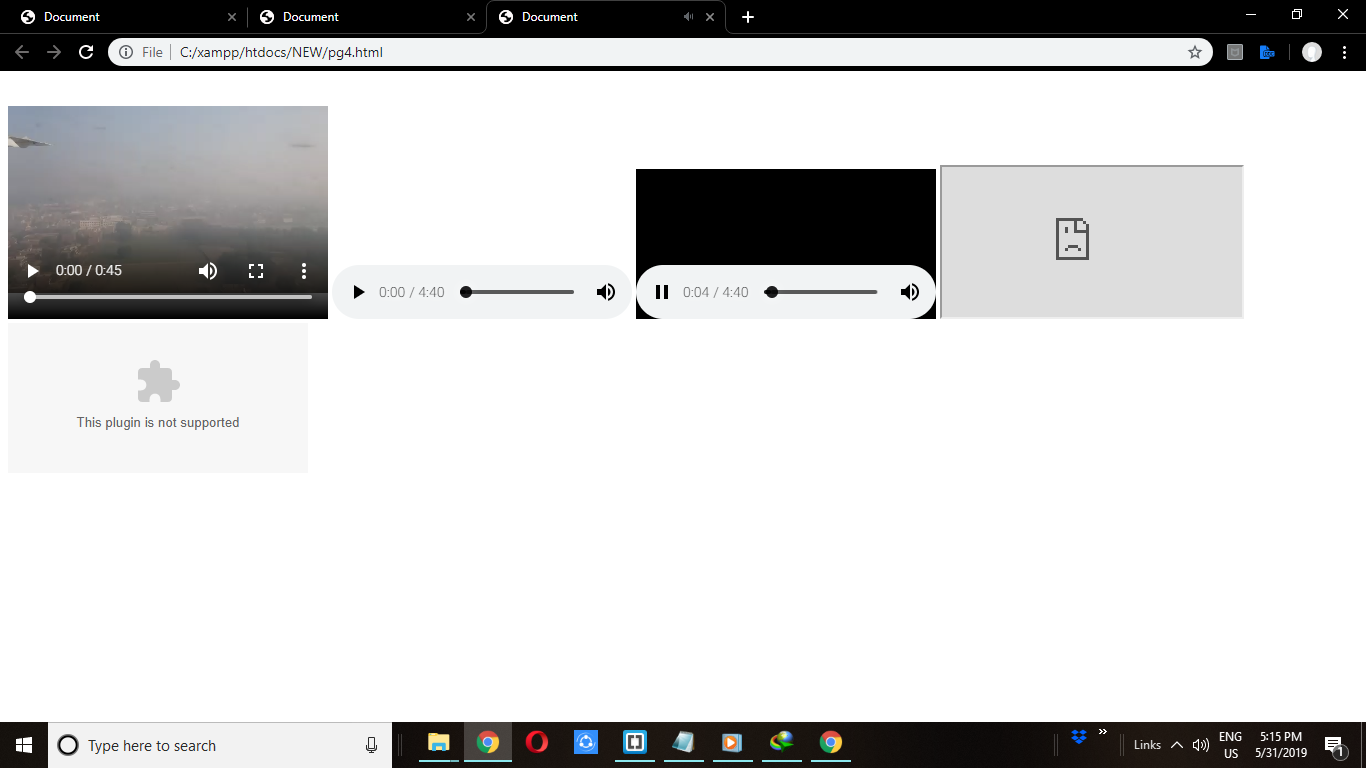 Document
Document
Document
File
C:/xampp/htdocs/NEW/pg4.html
0:00 / 0:45
0:00 / 4:40
0:04 / 4:40
This plugin is not supported
Type here to search
Links
ENG
US
5:15 PM
5/31/2019
1